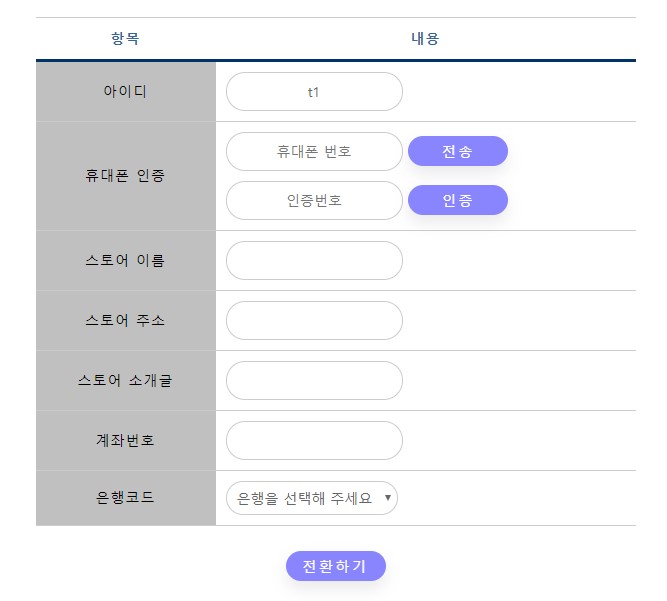 항목 내용
아이디 t1
휴대폰 번호 전송
휴대폰 인증
인증번호 인증
스토어 이름
스토어 주소
스토어 소개글
계좌번호
은행코드 은행을 선택해 주세요
전환하기